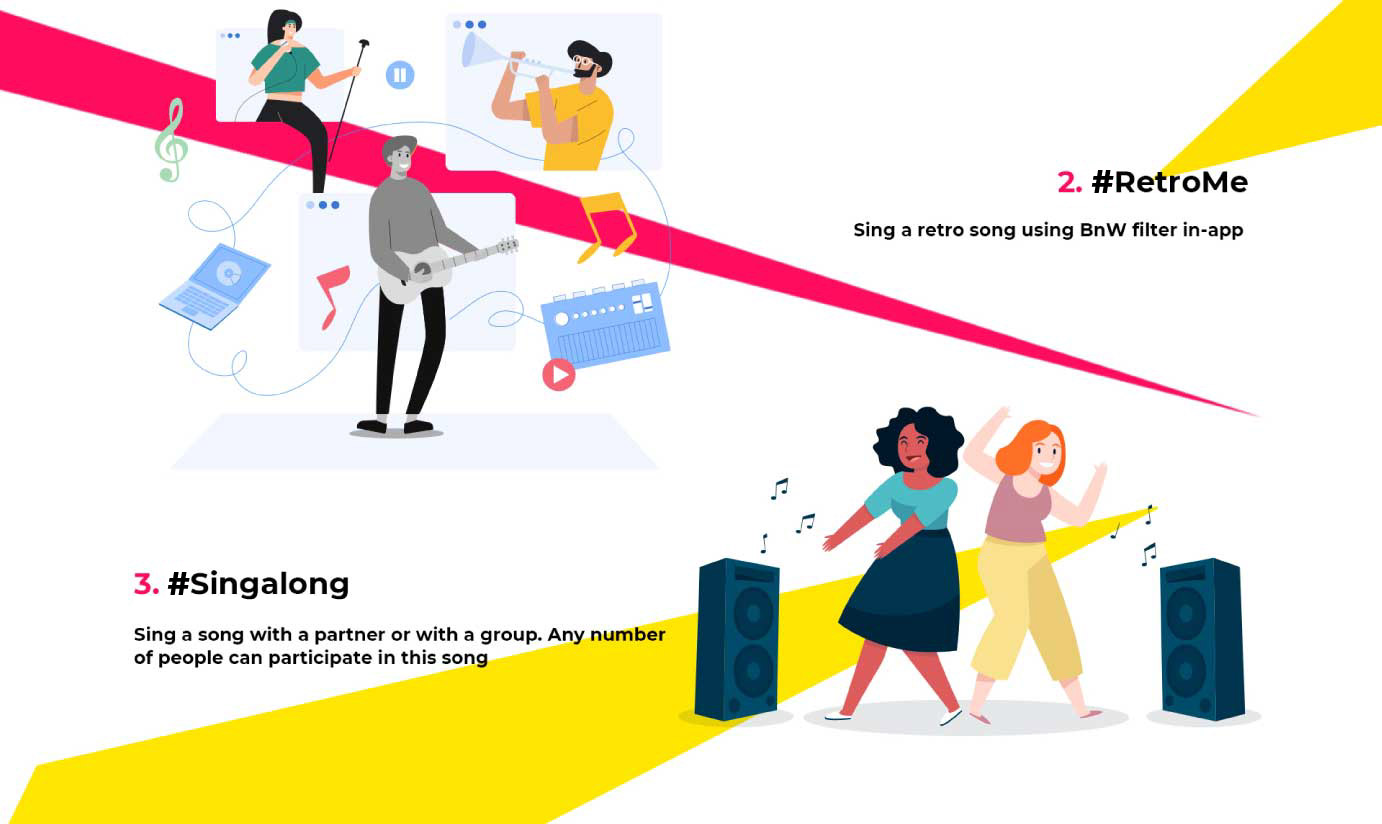 2. #RetroMe
Sing a retro song using BnW filter in-app
3. #Singalong
Sing a song with a partner or with a group. Any number
of people can participate in this song